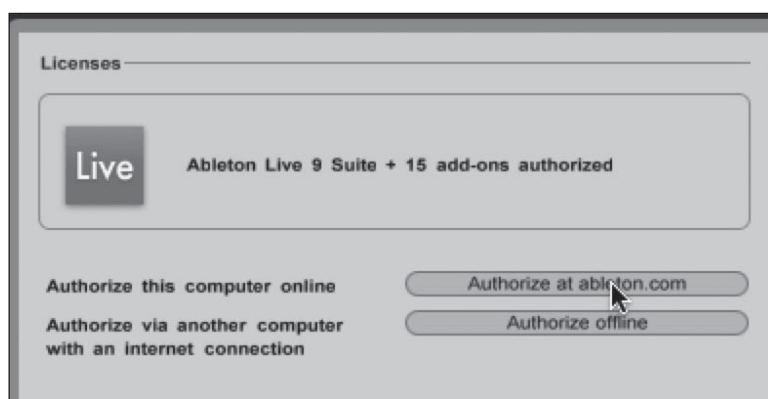 Licenses
Live
Ableton Live 9 Suite + 15 add-ons authorized
Authorize this computer online
Authorize at ableton.com
Authorize via another computer
with an internet connection
Authorize offline